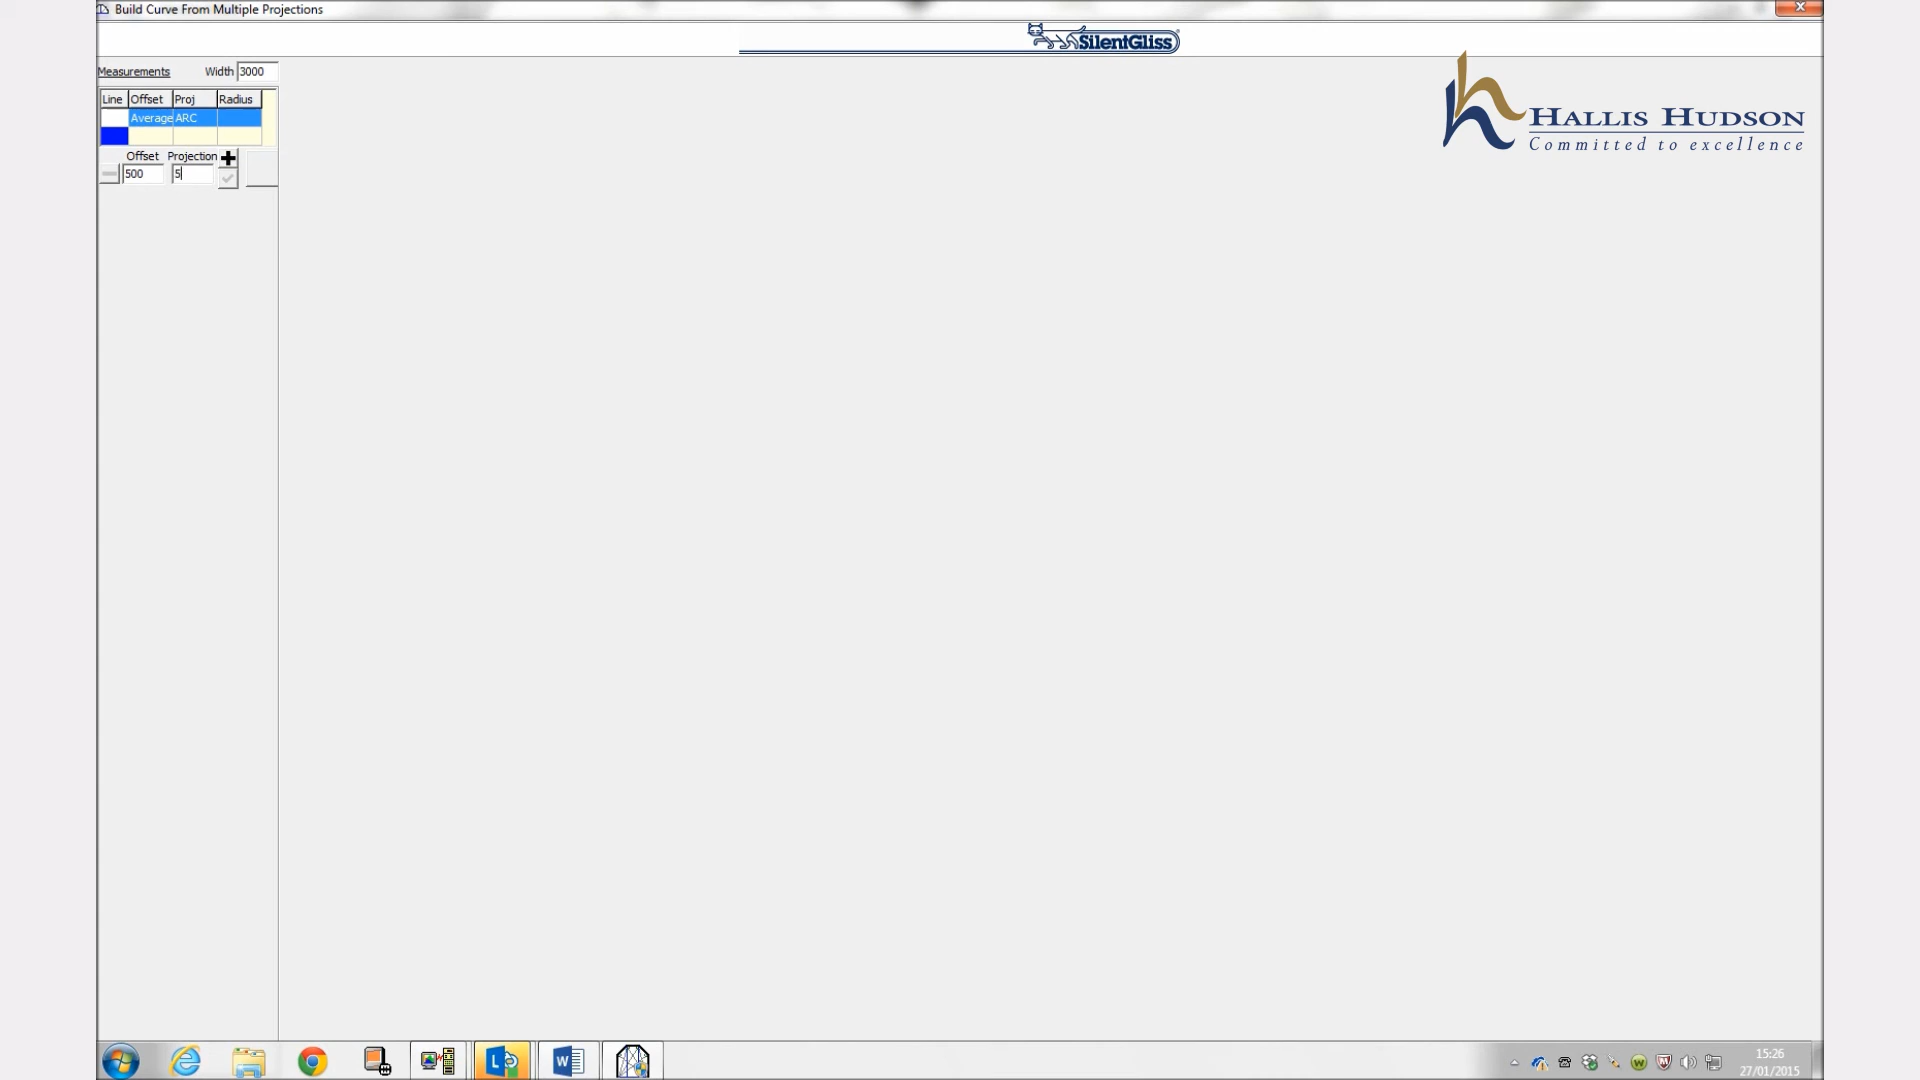 Build Curve From Multiple Projections
SilentGliss
Measurements Width 3000
Line Offset Proj Radius
Average ARC
Offset Projection
500 5
HALLIS HUDSON
Committed to excellence
15:26
27/01/2015